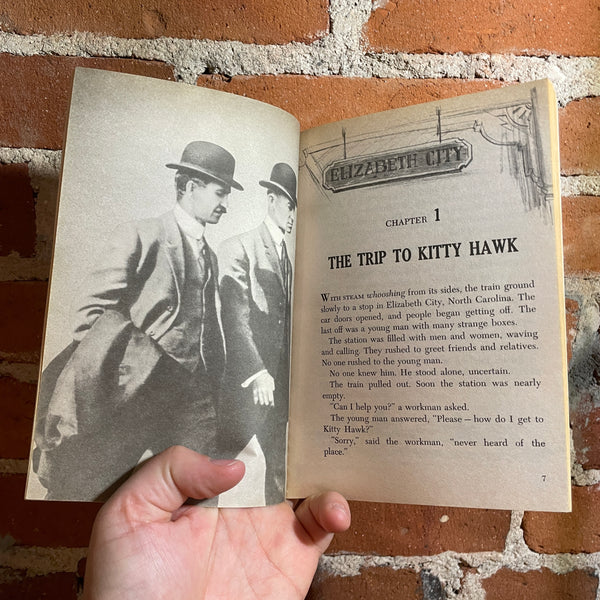 ELIZABETH CITY
CHAPTER 1
THE TRIP TO KITTY HAWK
WITH STEAM whooshing from its sides, the train ground
slowly to a stop in Elizabeth City, North Carolina. The
car doors opened, and people began getting off. The
last off was a young man with many strange boxes.
The station was filled with men and women, waving
and calling. They rushed to greet friends and relatives.
No one rushed to the young man.
No one knew him. He stood alone, uncertain.
The train pulled out. Soon the station was nearly
empty.
"Can I help you?" a workman asked.
The young man answered, "Please — how do I get to
Kitty Hawk?"
"Sorry," said the workman, "never heard of the
place."
7